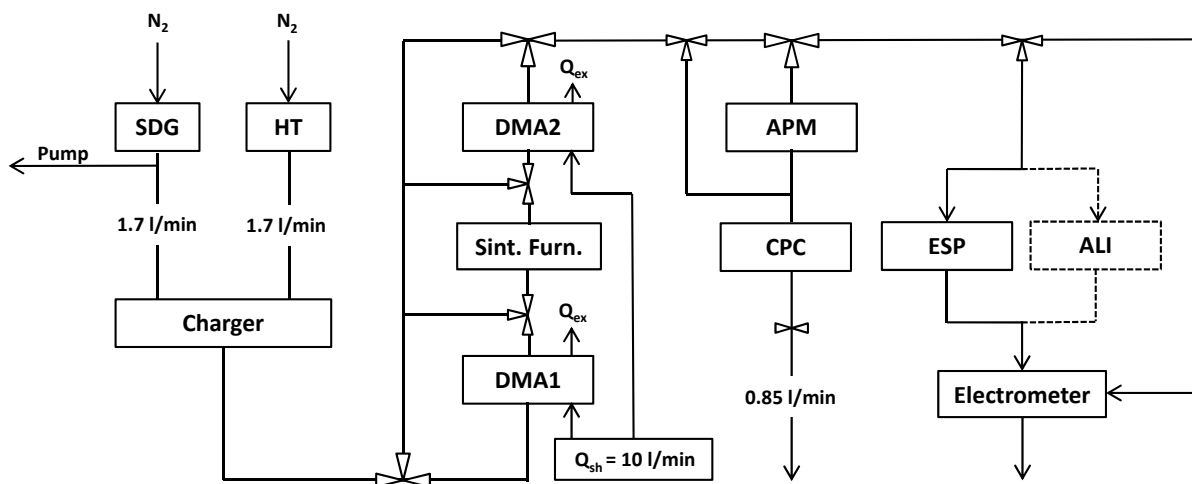 N2
N2
SDG
HT
Pump
1.7 l/min
1.7 l/min
Charger
Qex
DMA2
Sint. Furn.
Qex
DMA1
Qsh = 10 l/min
APM
CPC
0.85 l/min
ESP
ALI
Electrometer